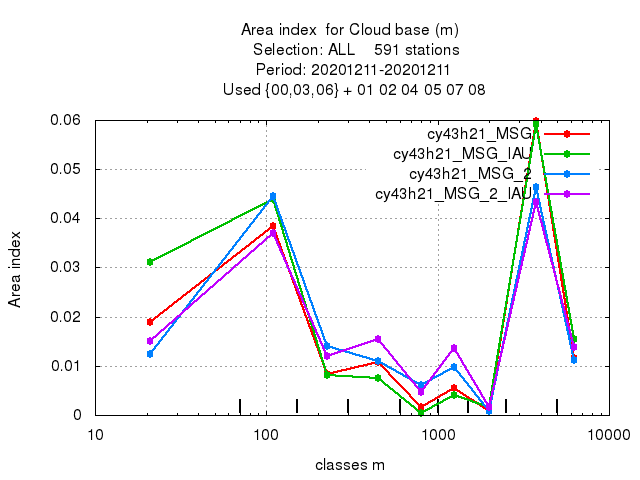 Area index  for Cloud base (m)
Selection: ALL    591 stations
Period: 20201211-20201211
Used {00,03,06} + 01 02 04 05 07 08
0.06
0.05
0.04
0.03
0.02
0.01
0
Area index
cy43h21_MSG
cy43h21_MSG_IAU
cy43h21_MSG_2
cy43h21_MSG_2_IAU
10
100
1000
10000
classes m